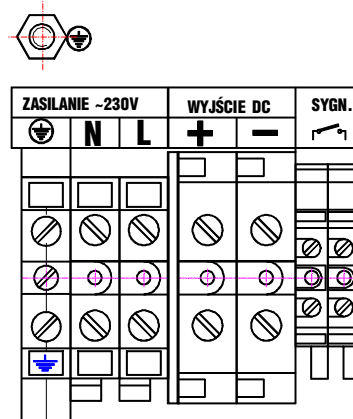 ZASILANIE ~230V WYJŚCIE DC SYGN.
N L + −